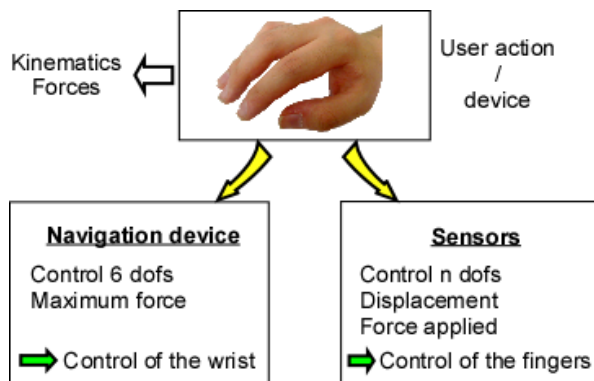 Kinematics
Forces
User action
/
device
Navigation device
Control 6 dofs
Maximum force
Control of the wrist
Sensors
Control n dofs
Displacement
Force applied
Control of the fingers